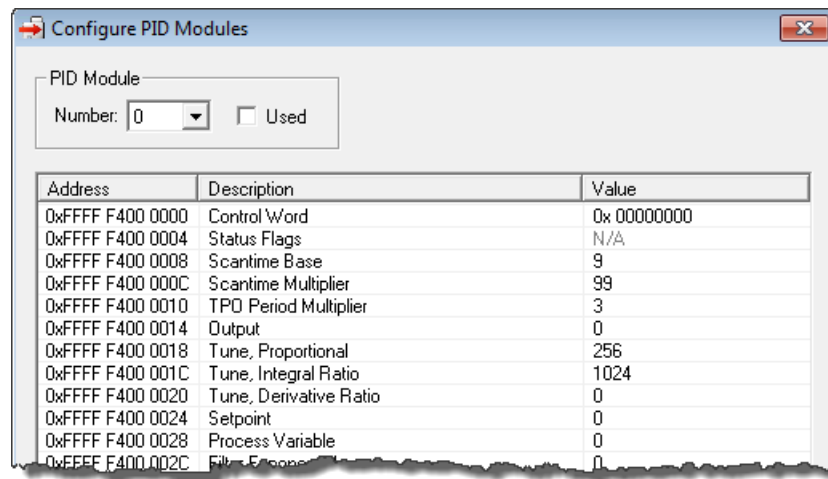 Configure PID Modules
PID Module
Number: 0 Used
Address Description Value
0xFFFF F400 0000 Control Word 0x 00000000
0xFFFF F400 0004 Status Flags N/A
0xFFFF F400 0008 Scantime Base 9
0xFFFF F400 000C Scantime Multiplier 99
0xFFFF F400 0010 TPO Period Multiplier 3
0xFFFF F400 0014 Output 0
0xFFFF F400 0018 Tune, Proportional 256
0xFFFF F400 001C Tune, Integral Ratio 1024
0xFFFF F400 0020 Tune, Derivative Ratio 0
0xFFFF F400 0024 Setpoint 0
0xFFFF F400 0028 Process Variable 0
0xFFFF F400 002C 0